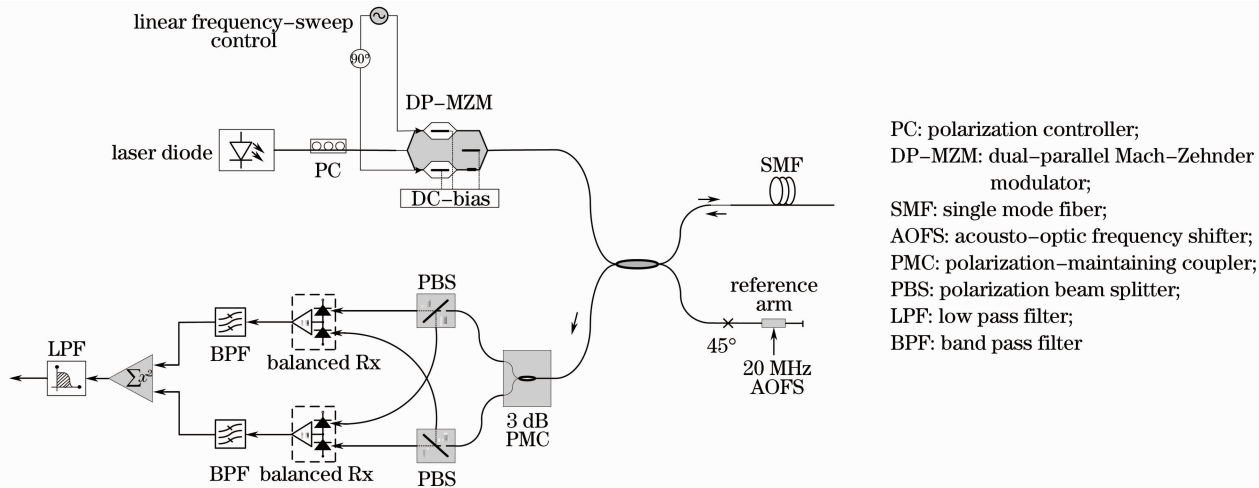 linear frequency-sweep
control
90°
DP-MZM
laser diode
PC
DC-bias
SMF
reference
arm
45°
20 MHz
AOFS
PBS
BPF
balanced Rx
LPF
∑x²
3 dB
PMC
BPF
balanced Rx
PBS
PC: polarization controller;
DP-MZM: dual-parallel Mach-Zehnder
modulator;
SMF: single mode fiber;
AOFS: acousto-optic frequency shifter;
PMC: polarization-maintaining coupler;
PBS: polarization beam splitter;
LPF: low pass filter;
BPF: band pass filter